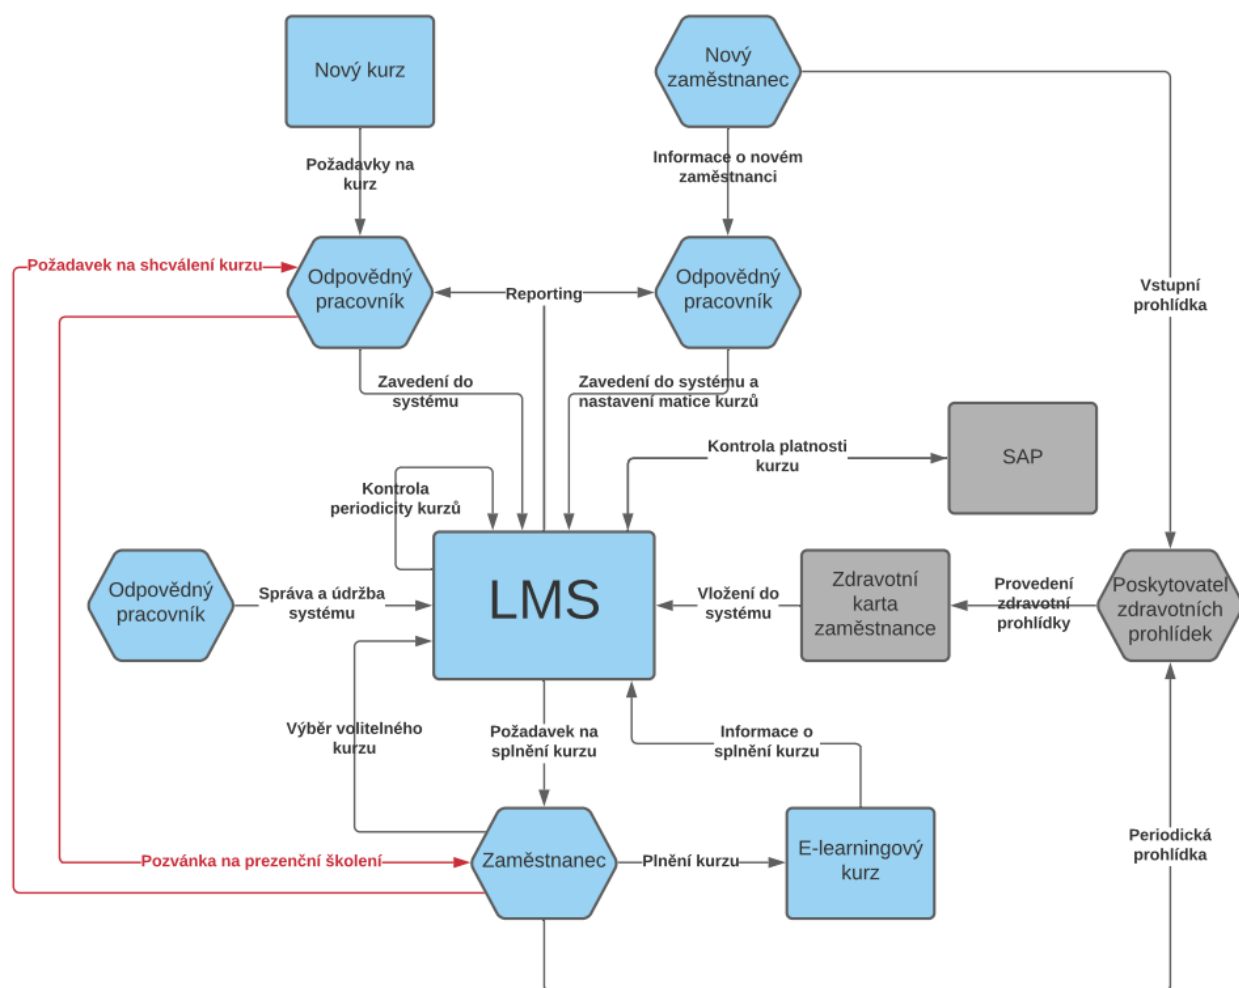 Nový kurz
Nový
zaměstnanec
Požadavky na
kurz
Informace o novém
zaměstnanci
Požadavek na shcválení kurzu
Odpovědný
pracovník
Reporting
Odpovědný
pracovník
Vstupní
prohlídka
Zavedení do
systému
Zavedení do systému a
nastavení matice kurzů
Kontrola platnosti
kurzu
SAP
Kontrola
periodicity kurzů
Odpovědný
pracovník
Správa a údržba
systému
LMS
Vložení do
systému
Zdravotní
karta
zaměstnance
Provedení
zdravotní
prohlídky
Poskytovatel
zdravotních
prohlídek
Výběr volitelného
kurzu
Požadavek na
splnění kurzu
Informace o
splnění kurzu
Pozvánka na prezenční školení
Zaměstnanec
Plnění kurzu
E-learningový
kurz
Periodická
prohlídka